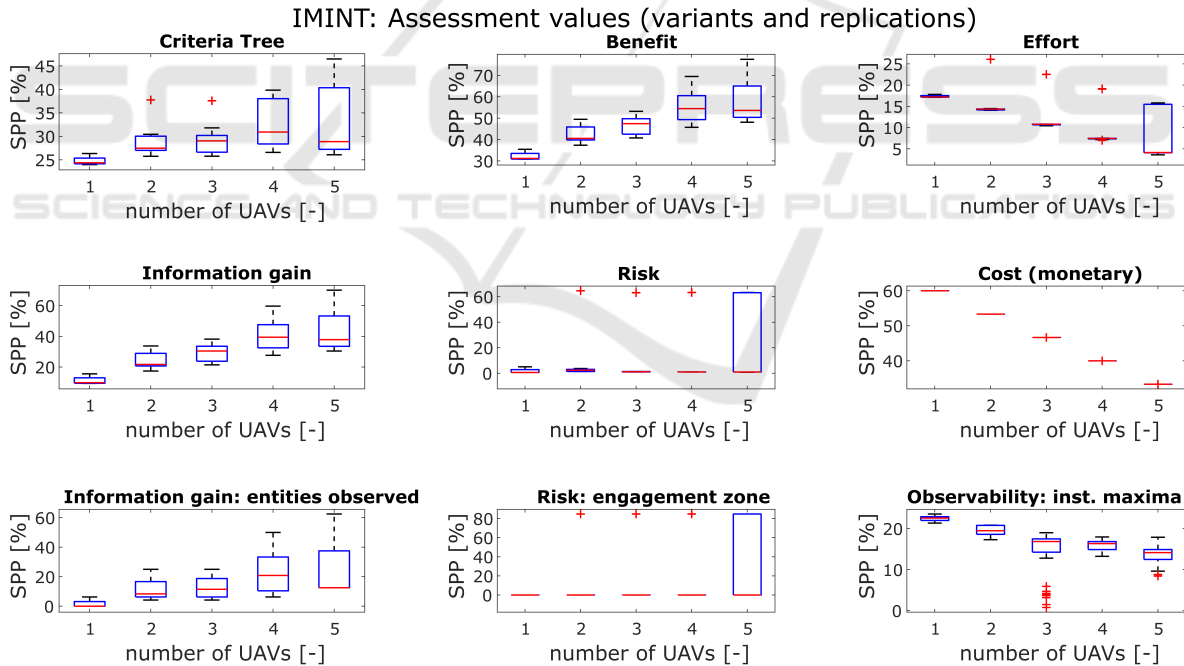 IMINT: Assessment values (variants and replications)
Criteria Tree
SPP [%]
45
40
35
30
25
1 2 3 4 5
number of UAVs [-]
Benefit
SPP [%]
70
60
50
40
30
1 2 3 4 5
number of UAVs [-]
Effort
SPP [%]
25
20
15
10
5
1 2 3 4 5
number of UAVs [-]
SCITEPRESS
SCIENCE AND TECHNOLOGY PUBLICATIONS
Information gain
SPP [%]
60
40
20
1 2 3 4 5
number of UAVs [-]
Risk
SPP [%]
60
40
20
0
1 2 3 4 5
number of UAVs [-]
Cost (monetary)
SPP [%]
60
50
40
1 2 3 4 5
number of UAVs [-]
Information gain: entities observed
SPP [%]
60
40
20
0
1 2 3 4 5
number of UAVs [-]
Risk: engagement zone
SPP [%]
80
60
40
20
0
1 2 3 4 5
number of UAVs [-]
Observability: inst. maxima
SPP [%]
20
10
0
1 2 3 4 5
number of UAVs [-]